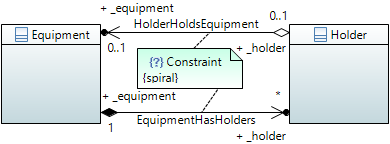 + _equipment
HolderHoldsEquipment
0..1
0..1
Equipment
Holder
+ _holder
{?} Constraint
{spiral}
+ _equipment
*
1
EquipmentHasHolders
+ _holder